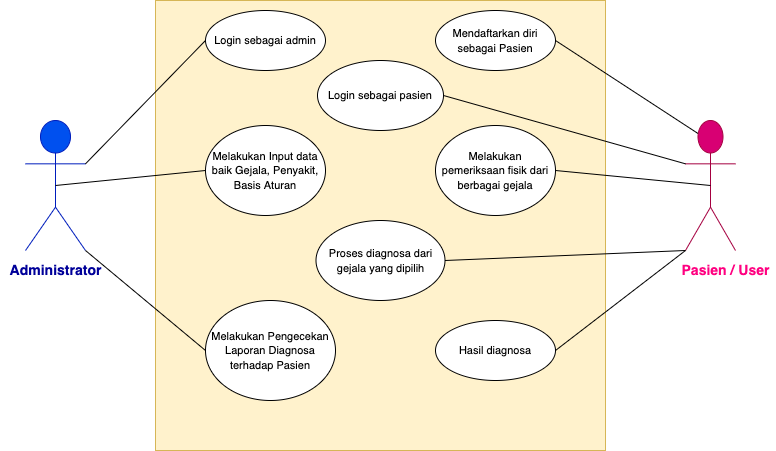 Login sebagai admin
Mendaftarkan diri
sebagai Pasien
Login sebagai pasien
Melakukan Input data
baik Gejala, Penyakit,
Basis Aturan
Melakukan
pemeriksaan fisik dari
berbagai gejala
Administrator
Proses diagnosa dari
gejala yang dipilih
Pasien / User
Melakukan Pengecekan
Laporan Diagnosa
terhadap Pasien
Hasil diagnosa